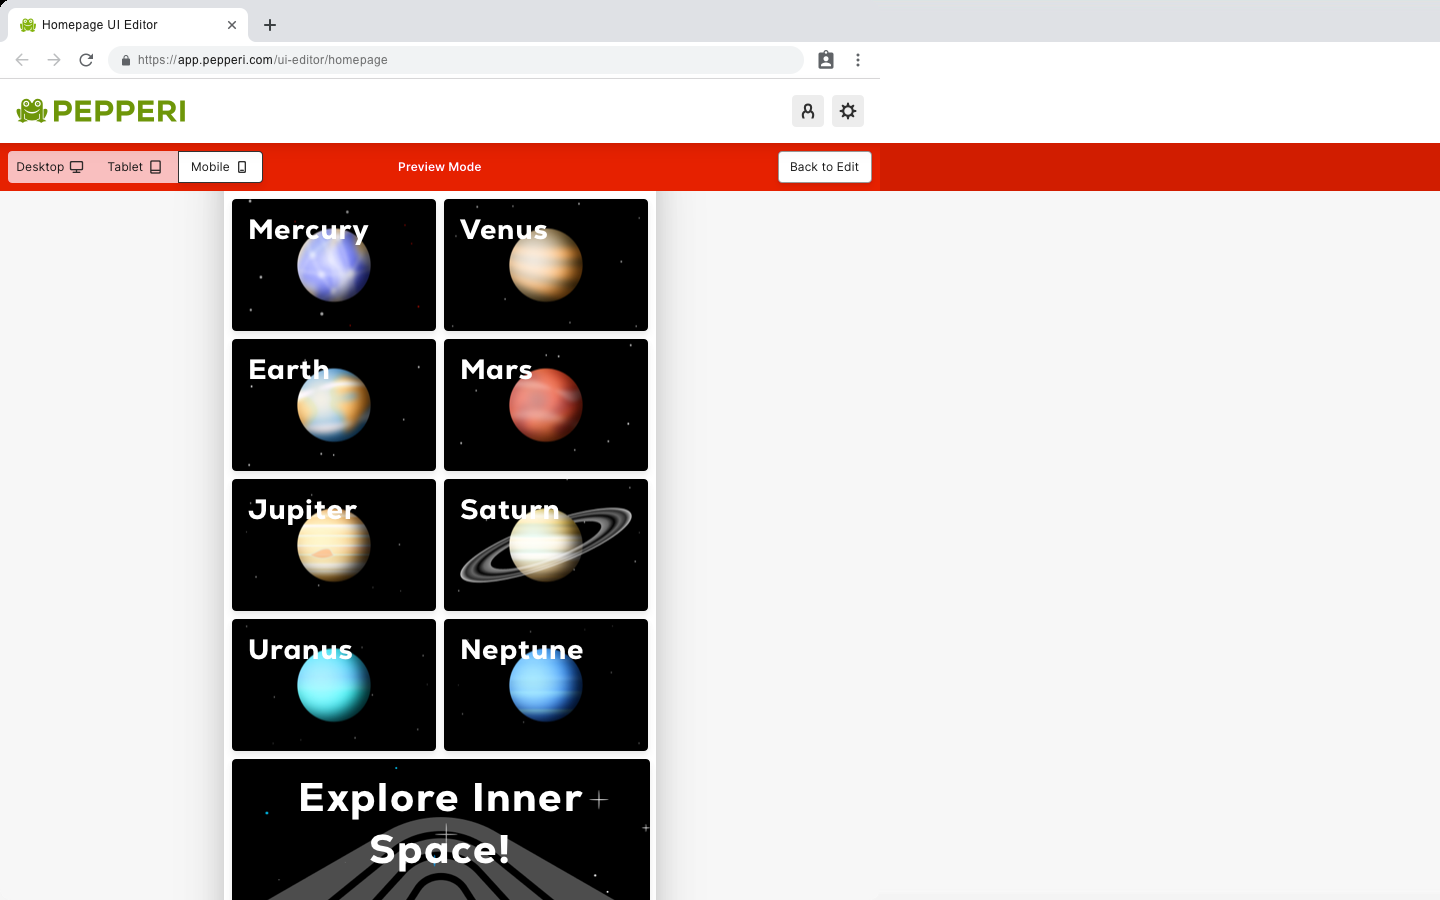 Homepage UI Editor
https://app.pepperi.com/ui-editor/homepage
PEPPERI
Desktop Tablet Mobile Preview Mode Back to Edit
Mercury Venus
Earth Mars
Jupiter Saturn
Uranus Neptune
Explore Inner
Space!